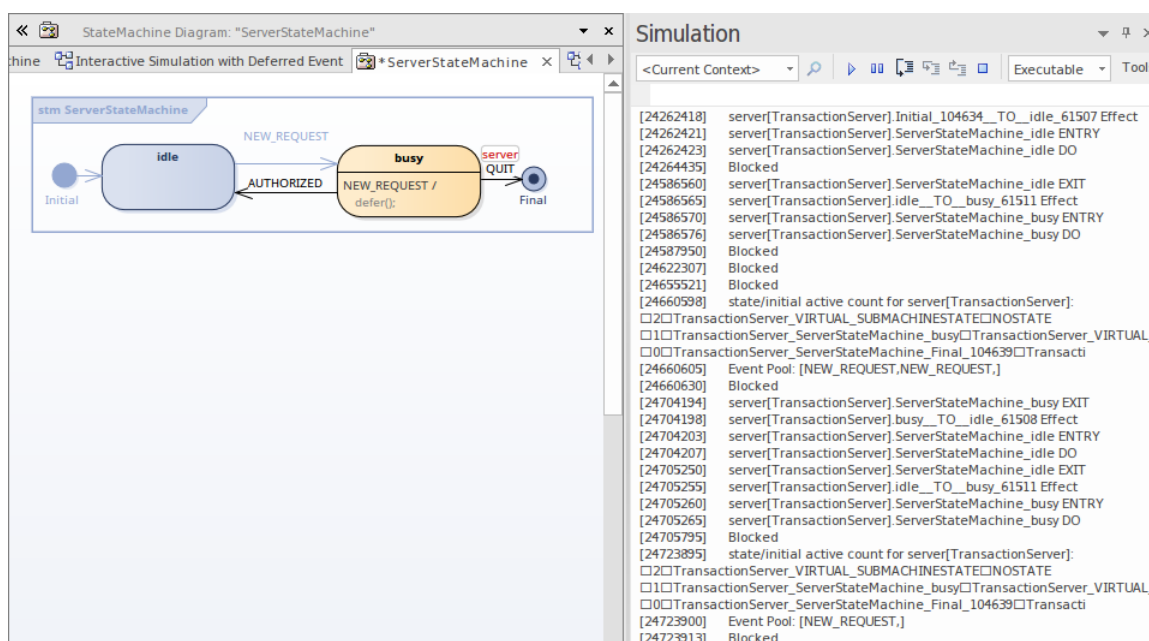 StateMachine Diagram: "ServerStateMachine"
:hine Interactive Simulation with Deferred Event *ServerStateMachine
stm ServerStateMachine
NEW_REQUEST
idle
busy
server
QUIT
AUTHORIZED
NEW_REQUEST /
defer();
Initial
Final
Simulation
<Current Context> Executable Tool
[24262418] server[TransactionServer].Initial_104634__TO__idle_61507 Effect
[24262421] server[TransactionServer].ServerStateMachine_idle ENTRY
[24262423] server[TransactionServer].ServerStateMachine_idle DO
[24264435] Blocked
[24586560] server[TransactionServer].ServerStateMachine_idle EXIT
[24586565] server[TransactionServer].idle__TO__busy_61511 Effect
[24586570] server[TransactionServer].ServerStateMachine_busy ENTRY
[24586576] server[TransactionServer].ServerStateMachine_busy DO
[24587950] Blocked
[24622307] Blocked
[24655521] Blocked
[24660598] state/initial active count for server[TransactionServer]:
□2□TransactionServer_VIRTUAL_SUBMACHINESTATE□NOSTATE
□1□TransactionServer_ServerStateMachine_busy□TransactionServer_VIRTUAL_
□0□TransactionServer_ServerStateMachine_Final_104639□Transacti
[24660605] Event Pool: [NEW_REQUEST,NEW_REQUEST,]
[24660630] Blocked
[24704194] server[TransactionServer].ServerStateMachine_busy EXIT
[24704198] server[TransactionServer].busy__TO__idle_61508 Effect
[24704203] server[TransactionServer].ServerStateMachine_idle ENTRY
[24704207] server[TransactionServer].ServerStateMachine_idle DO
[24705250] server[TransactionServer].ServerStateMachine_idle EXIT
[24705255] server[TransactionServer].idle__TO__busy_61511 Effect
[24705260] server[TransactionServer].ServerStateMachine_busy ENTRY
[24705265] server[TransactionServer].ServerStateMachine_busy DO
[24705795] Blocked
[24723895] state/initial active count for server[TransactionServer]:
□2□TransactionServer_VIRTUAL_SUBMACHINESTATE□NOSTATE
□1□TransactionServer_ServerStateMachine_busy□TransactionServer_VIRTUAL_
□0□TransactionServer_ServerStateMachine_Final_104639□Transacti
[24723900] Event Pool: [NEW_REQUEST,]
[24723913] Blocked